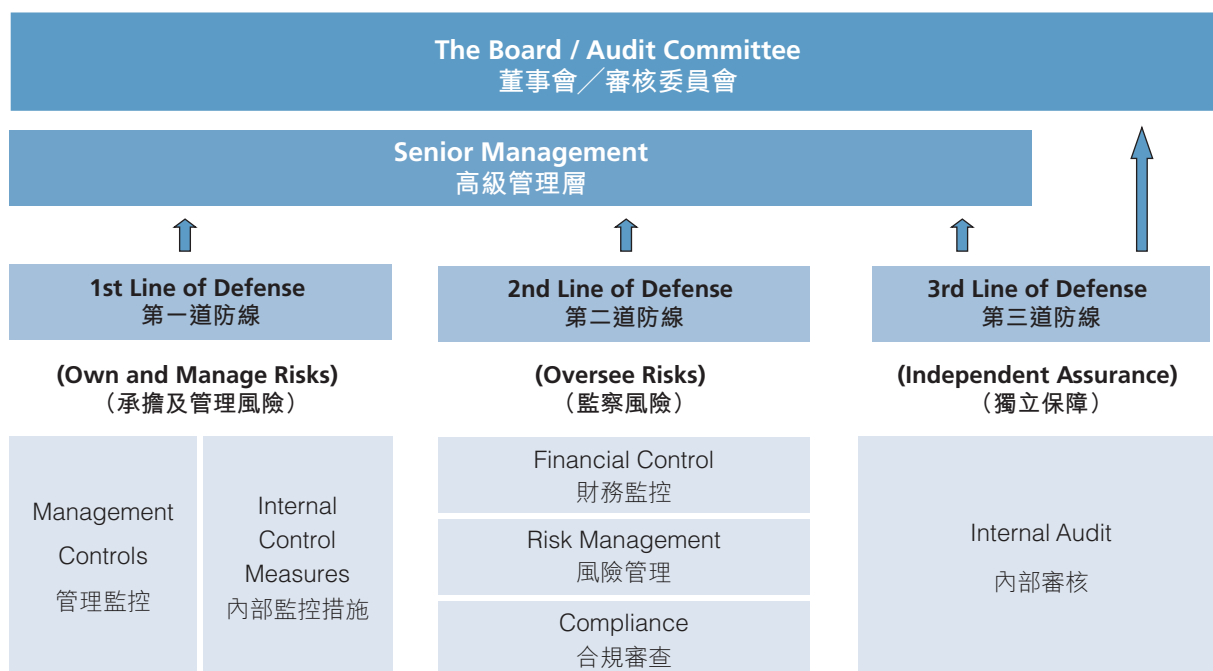 The Board / Audit Committee
董事會／審核委員會
Senior Management
高級管理層
1st Line of Defense
第一道防線
(Own and Manage Risks)
（承擔及管理風險）
Management
Controls
管理監控
Internal
Control
Measures
內部監控措施
2nd Line of Defense
第二道防線
(Oversee Risks)
（監察風險）
Financial Control
財務監控
Risk Management
風險管理
Compliance
合規審查
3rd Line of Defense
第三道防線
(Independent Assurance)
（獨立保障）
Internal Audit
內部審核